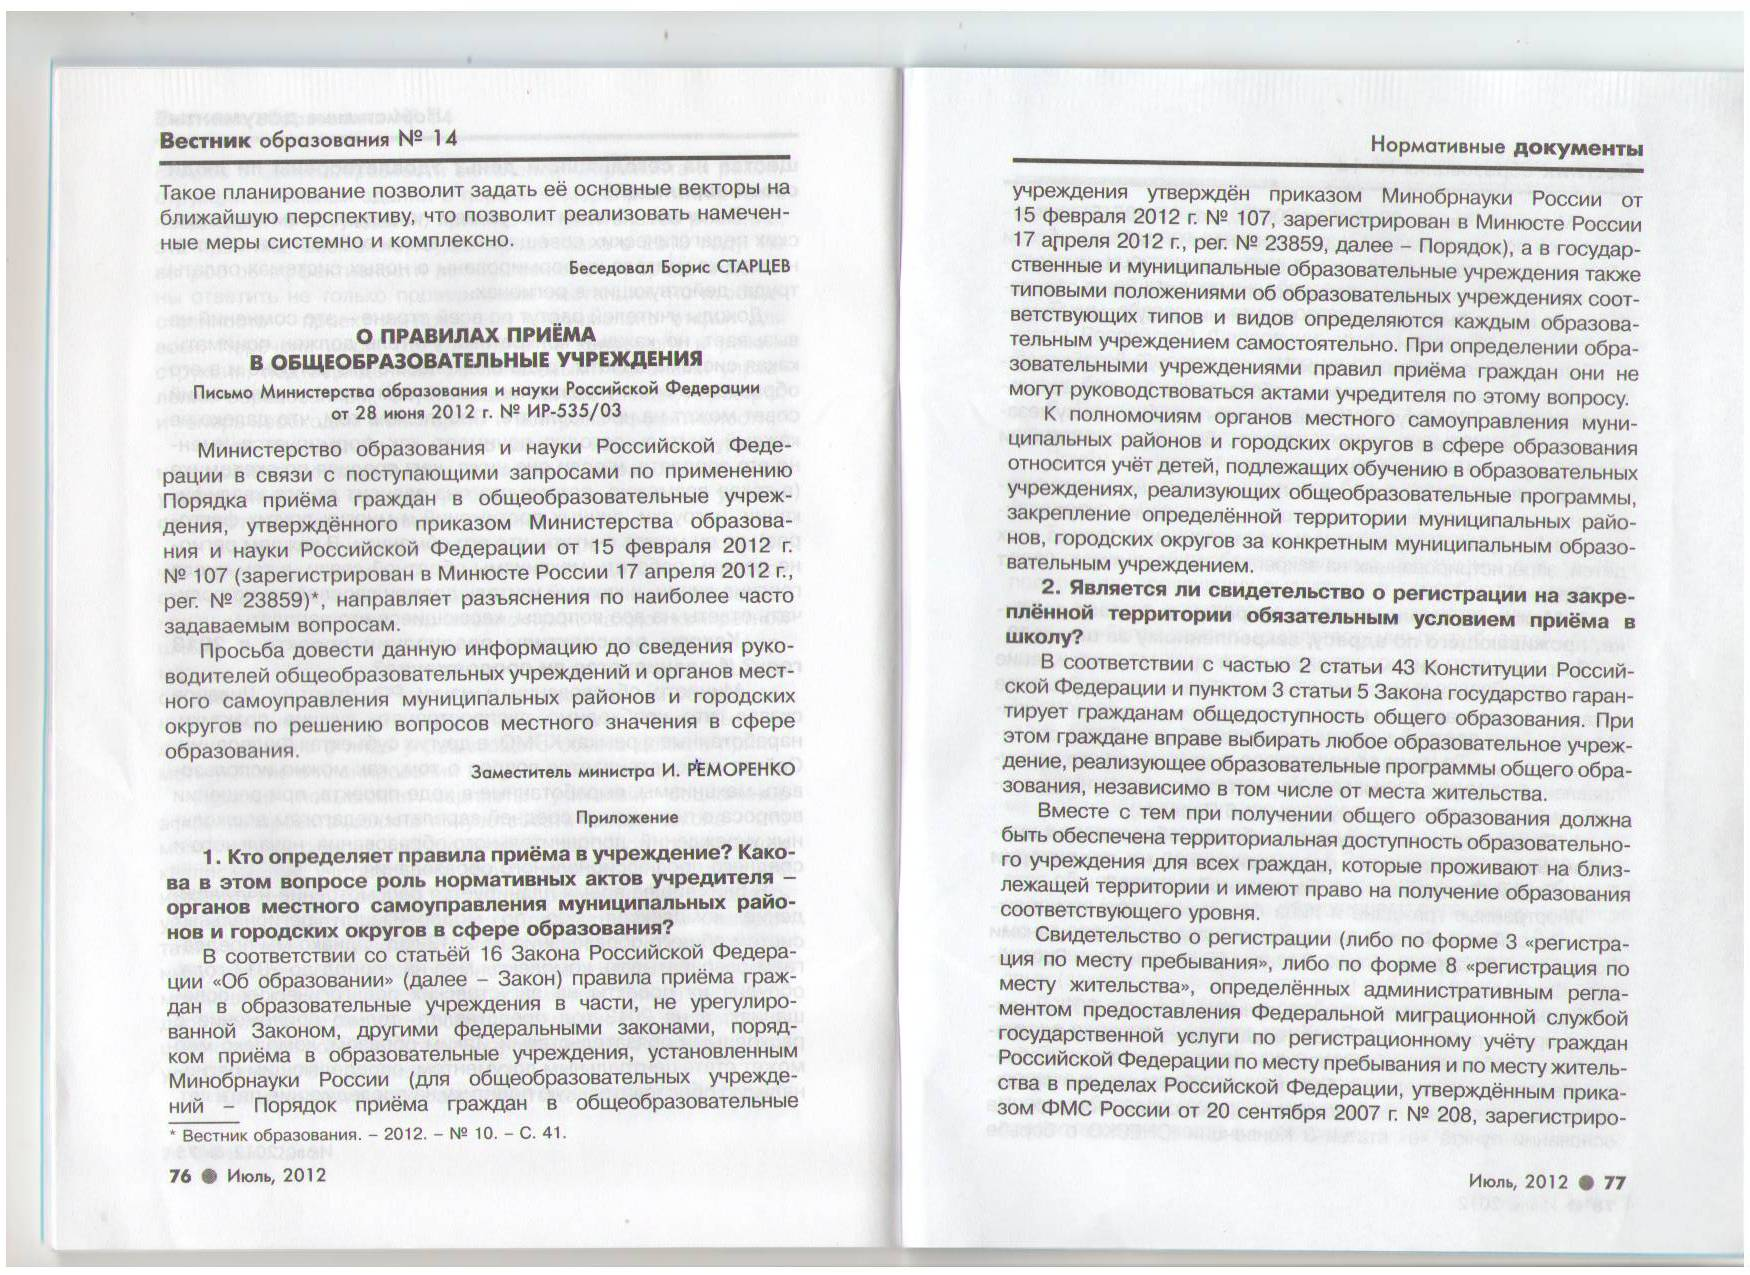 Вестник образования № 14
Такое планирование позволит задать её основные векторы на
ближайшую перспективу, что позволит реализовать намечен-
ные меры системно и комплексно.
Беседовал Борис СТАРЦЕВ
О ПРАВИЛАХ ПРИЁМА
В ОБЩЕОБРАЗОВАТЕЛЬНЫЕ УЧРЕЖДЕНИЯ
Письмо Министерства образования и науки Российской Федерации
от 28 июня 2012 г. № ИР-535/03
Министерство образования и науки Российской Феде-
рации в связи с поступающими запросами по применению
Порядка приёма граждан в общеобразовательные учреж-
дения, утверждённого приказом Министерства образова-
ния и науки Российской Федерации от 15 февраля 2012 г.
№ 107 (зарегистрирован в Минюсте России 17 апреля 2012 г.,
рег. № 23859)*, направляет разъяснения по наиболее часто
задаваемым вопросам.
Просьба довести данную информацию до сведения руко-
водителей общеобразовательных учреждений и органов мест-
ного самоуправления муниципальных районов и городских
округов по решению вопросов местного значения в сфере
образования.
Заместитель министра И. РЕМОРЕНКО
Приложение
1. Кто определяет правила приёма в учреждение? Како-
ва в этом вопросе роль нормативных актов учредителя –
органов местного самоуправления муниципальных райо-
нов и городских округов в сфере образования?
В соответствии со статьёй 16 Закона Российской Федера-
ции «Об образовании» (далее – Закон) правила приёма граж-
дан в образовательные учреждения в части, не урегулиро-
ванной Законом, другими федеральными законами, поряд-
ком приёма в образовательные учреждения, установленным
Минобрнауки России (для общеобразовательных учрежде-
ний – Порядок приёма граждан в общеобразовательные
* Вестник образования. – 2012. – № 10. – С. 41.
76 ● Июль, 2012
Нормативные документы
учреждения утверждён приказом Минобрнауки России от
15 февраля 2012 г. № 107, зарегистрирован в Минюсте России
17 апреля 2012 г., рег. № 23859, далее – Порядок), а в государ-
ственные и муниципальные образовательные учреждения также
типовыми положениями об образовательных учреждениях соот-
ветствующих типов и видов определяются каждым образова-
тельным учреждением самостоятельно. При определении обра-
зовательными учреждениями правил приёма граждан они не
могут руководствоваться актами учредителя по этому вопросу.
К полномочиям органов местного самоуправления муни-
ципальных районов и городских округов в сфере образования
относится учёт детей, подлежащих обучению в образовательных
учреждениях, реализующих общеобразовательные программы,
закрепление определённой территории муниципальных райо-
нов, городских округов за конкретным муниципальным образо-
вательным учреждением.
2. Является ли свидетельство о регистрации на закре-
плённой территории обязательным условием приёма в
школу?
В соответствии с частью 2 статьи 43 Конституции Россий-
ской Федерации и пунктом 3 статьи 5 Закона государство гаран-
тирует гражданам общедоступность общего образования. При
этом граждане вправе выбирать любое образовательное учреж-
дение, реализующее образовательные программы общего обра-
зования, независимо в том числе от места жительства.
Вместе с тем при получении общего образования должна
быть обеспечена территориальная доступность образовательно-
го учреждения для всех граждан, которые проживают на близ-
лежащей территории и имеют право на получение образования
соответствующего уровня.
Свидетельство о регистрации (либо по форме 3 «регистра-
ция по месту пребывания», либо по форме 8 «регистрация по
месту жительства», определённых административным регла-
ментом предоставления Федеральной миграционной службой
государственной услуги по регистрационному учёту граждан
Российской Федерации по месту пребывания и по месту житель-
ства в пределах Российской Федерации, утверждённым прика-
зом ФМС России от 20 сентября 2007 г. № 208, зарегистриро-
Июль, 2012 ● 77